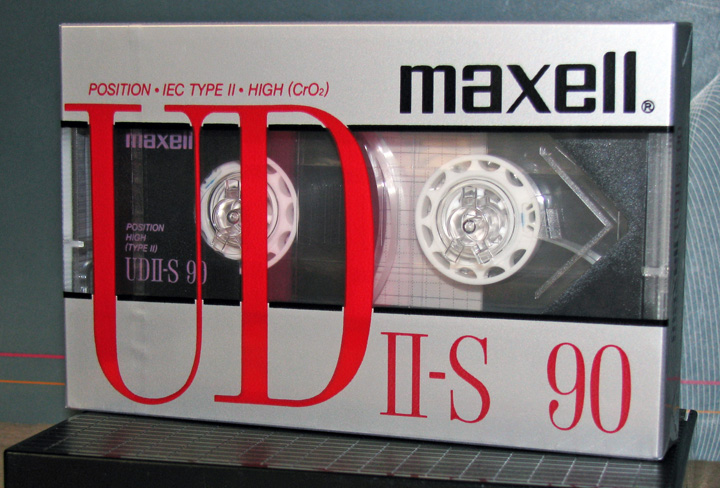 POSITION • IEC TYPE II • HIGH (CrO₂)
maxell®
maxell
POSITION
HIGH
(TYPE II)
UDII-S 90
UD II-S 90